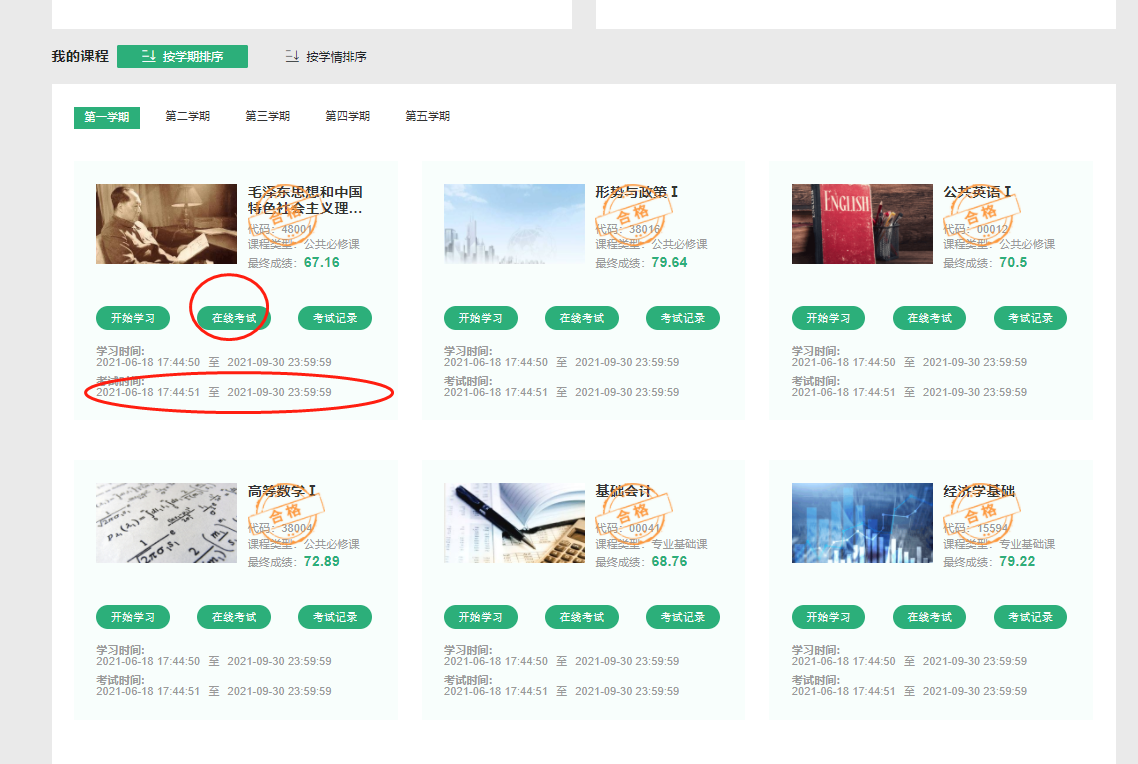 我的课程 按学期排序 按学情排序
第一学期 第二学期 第三学期 第四学期 第五学期
毛泽东思想和中国
特色社会主义理...
合格
代码: 48001
课程类型: 公共必修课
最终成绩: 67.16
开始学习 在线考试 考试记录
学习时间:
2021-06-18 17:44:50 至 2021-09-30 23:59:59
考试时间:
2021-06-18 17:44:51 至 2021-09-30 23:59:59
形势与政策 I
合格
代码: 38016
课程类型: 公共必修课
最终成绩: 79.64
开始学习 在线考试 考试记录
学习时间:
2021-06-18 17:44:50 至 2021-09-30 23:59:59
考试时间:
2021-06-18 17:44:51 至 2021-09-30 23:59:59
ENGLISH
公共英语 I
合格
代码: 00012
课程类型: 公共必修课
最终成绩: 70.5
开始学习 在线考试 考试记录
学习时间:
2021-06-18 17:44:50 至 2021-09-30 23:59:59
考试时间:
2021-06-18 17:44:51 至 2021-09-30 23:59:59
高等数学 I
合格
代码: 38004
课程类型: 公共必修课
最终成绩: 72.89
开始学习 在线考试 考试记录
学习时间:
2021-06-18 17:44:50 至 2021-09-30 23:59:59
考试时间:
2021-06-18 17:44:51 至 2021-09-30 23:59:59
基础会计
合格
代码: 00041
课程类型: 专业基础课
最终成绩: 68.76
开始学习 在线考试 考试记录
学习时间:
2021-06-18 17:44:50 至 2021-09-30 23:59:59
考试时间:
2021-06-18 17:44:51 至 2021-09-30 23:59:59
经济学基础
合格
代码: 15594
课程类型: 专业基础课
最终成绩: 79.22
开始学习 在线考试 考试记录
学习时间:
2021-06-18 17:44:50 至 2021-09-30 23:59:59
考试时间:
2021-06-18 17:44:51 至 2021-09-30 23:59:59